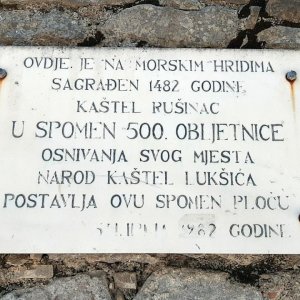 OVDJE JE NA MORSKIM HRIDIMA
SAGRAĐEN 1482 GODINE
KAŠTEL RUŠINAC
U SPOMEN 500. OBLJETNICE
OSNIVANJA SVOG MJESTA
NAROD KAŠTEL LUKŠIĆA
POSTAVLJA OVU SPOMEN PLOČU
LIPNJA 1982 GODINE